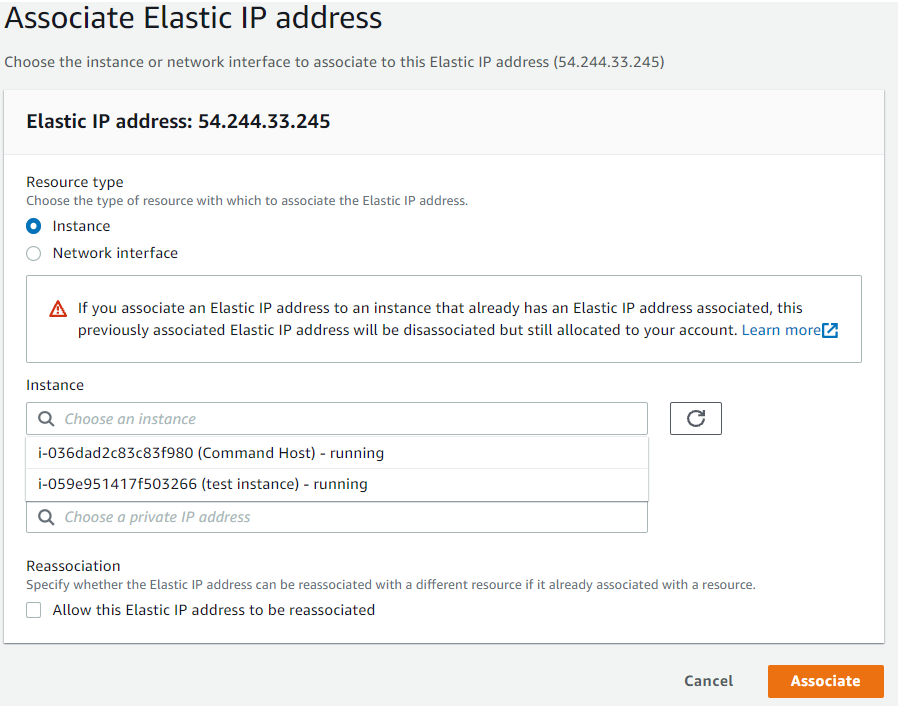 Associate Elastic IP address
Choose the instance or network interface to associate to this Elastic IP address (54.244.33.245)
Elastic IP address: 54.244.33.245
Resource type
Choose the type of resource with which to associate the Elastic IP address.
Instance
Network interface
If you associate an Elastic IP address to an instance that already has an Elastic IP address associated, this
previously associated Elastic IP address will be disassociated but still allocated to your account. Learn more
Instance
Choose an instance
i-036dad2c83c83f980 (Command Host) - running
i-059e951417f503266 (test instance) - running
Choose a private IP address
Reassociation
Specify whether the Elastic IP address can be reassociated with a different resource if it already associated with a resource.
Allow this Elastic IP address to be reassociated
Cancel
Associate